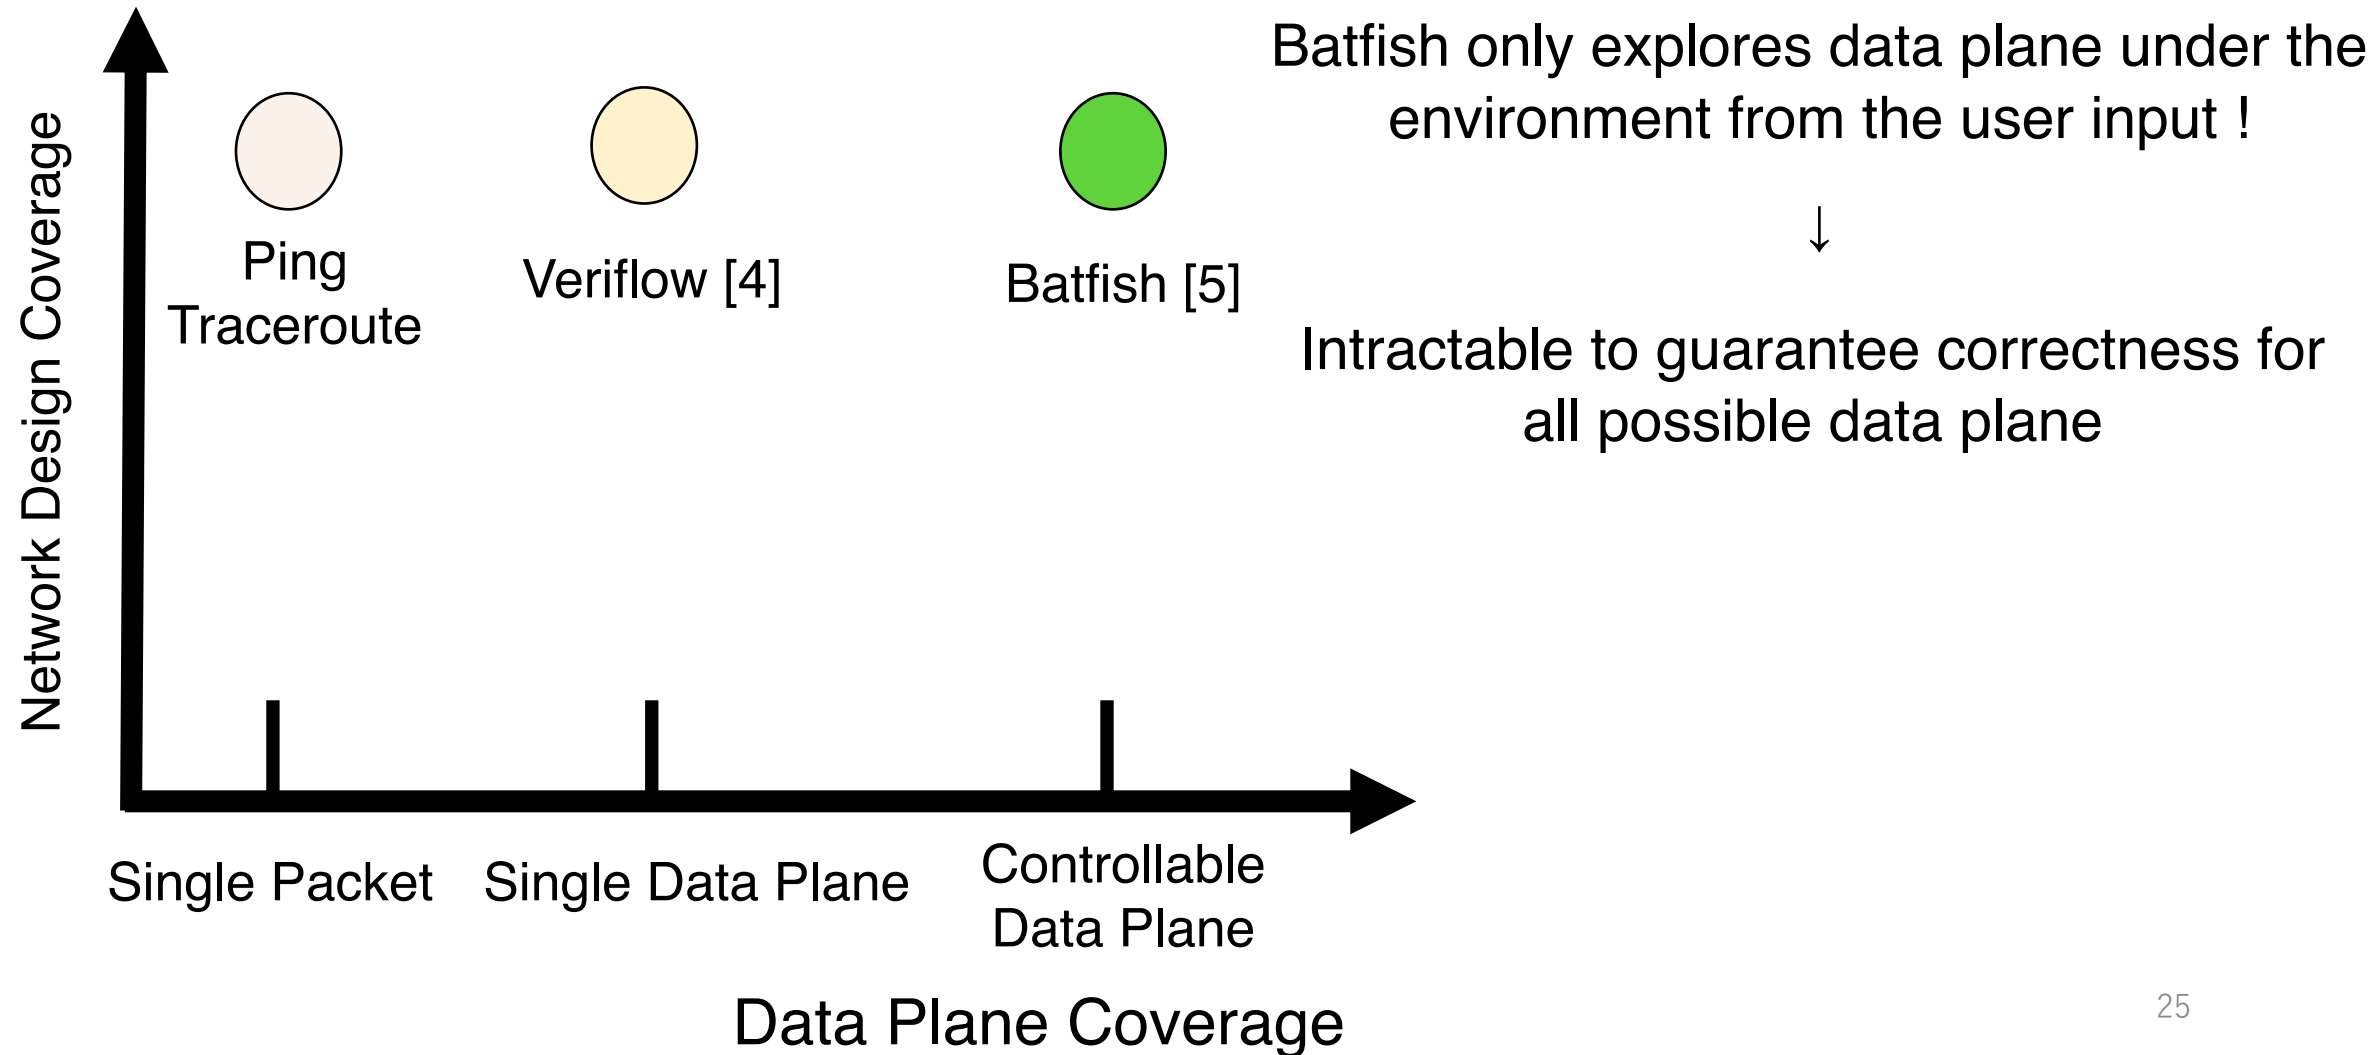 Network Design Coverage
Ping
Traceroute
Veriflow [4]
Batfish [5]
Batfish only explores data plane under the
environment from the user input !
↓
Intractable to guarantee correctness for
all possible data plane
Single Packet
Single Data Plane
Controllable
Data Plane
Data Plane Coverage
25